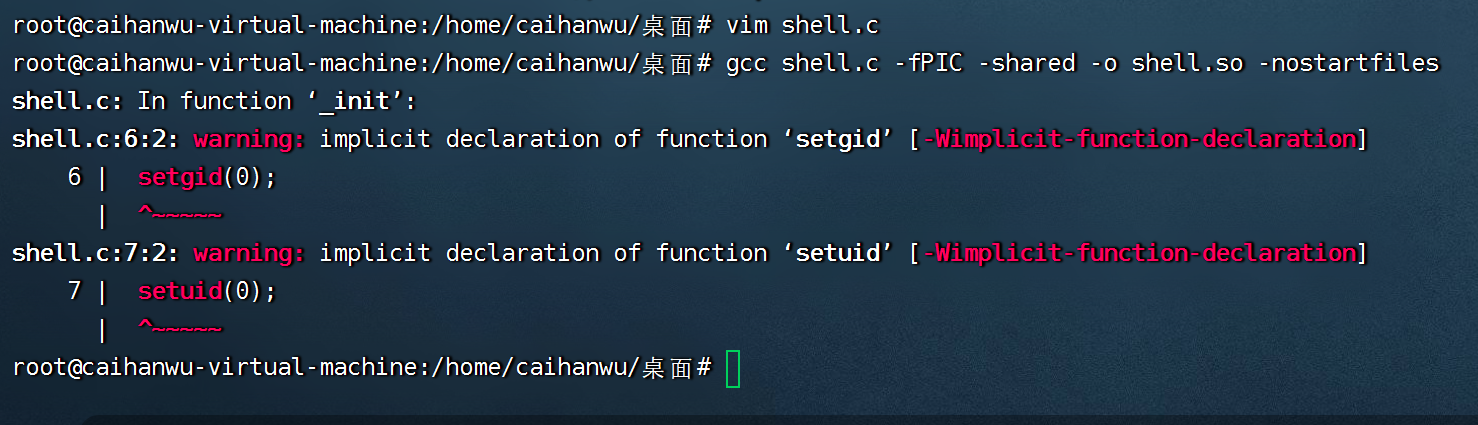 root@caihanwu-virtual-machine:/home/caihanwu/桌面# vim shell.c
root@caihanwu-virtual-machine:/home/caihanwu/桌面# gcc shell.c -fPIC -shared -o shell.so -nostartfiles
shell.c: In function ‘_init’:
shell.c:6:2: warning: implicit declaration of function ‘setgid’ [-Wimplicit-function-declaration]
    6 |  setgid(0);
      |  ^~~~~~
shell.c:7:2: warning: implicit declaration of function ‘setuid’ [-Wimplicit-function-declaration]
    7 |  setuid(0);
      |  ^~~~~~
root@caihanwu-virtual-machine:/home/caihanwu/桌面#